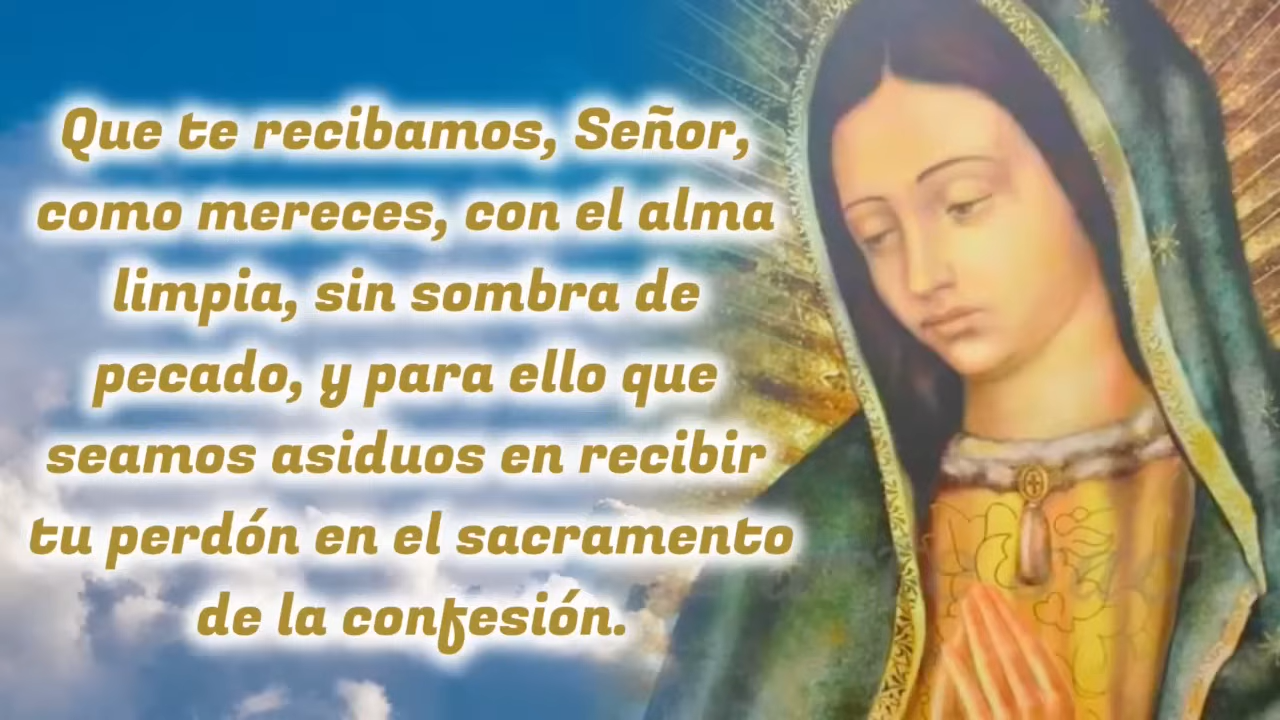 Que te recibamos, Señor,
como mereces, con el alma
limpia, sin sombra de
pecado, y para ello que
seamos asiduos en recibir
tu perdón en el sacramento
de la confesión.